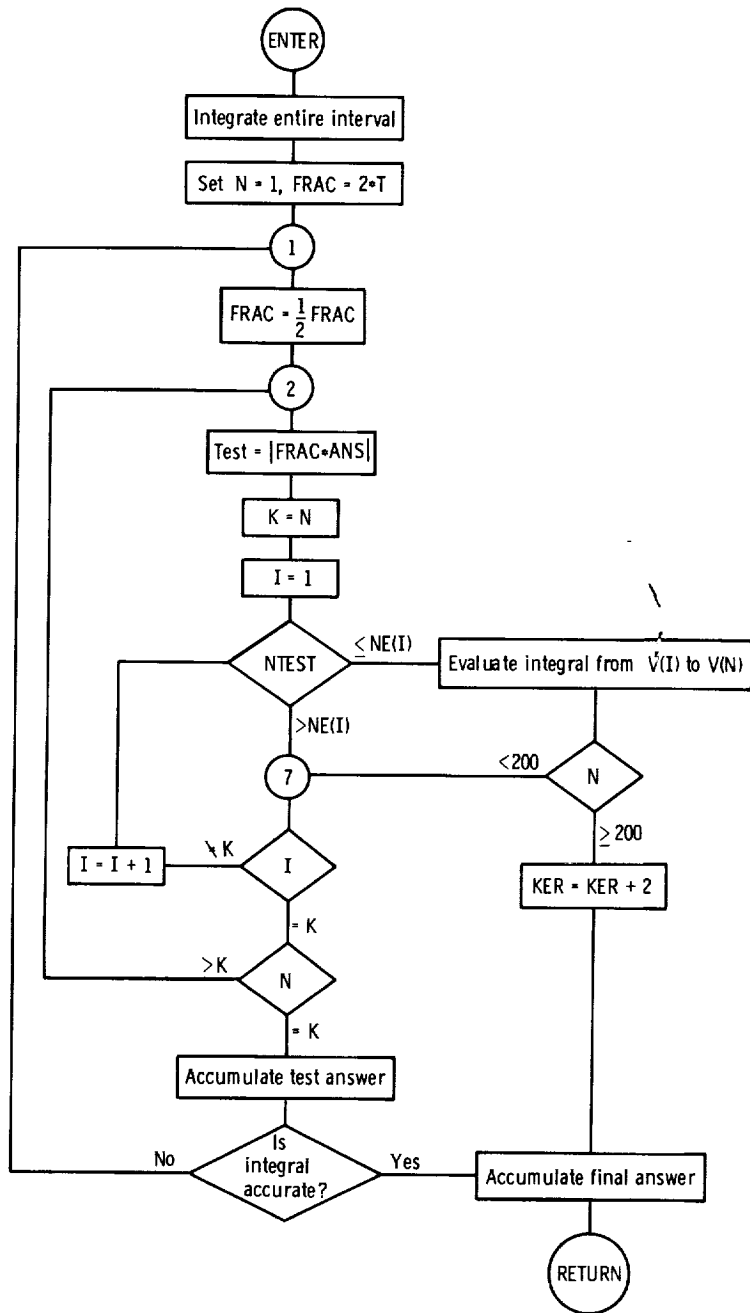 ENTER
Integrate entire interval
Set N = 1, FRAC = 2*T
1
FRAC = 1/2 FRAC
2
Test = |FRAC*ANS|
K = N
I = 1
NTEST
≤ NE(I)
Evaluate integral from V(I) to V(N)
>NE(I)
7
<200
N
I = I + 1
≠ K
I
≥ 200
KER = KER + 2
= K
>K
N
= K
Accumulate test answer
No
Is
integral
accurate?
Yes
Accumulate final answer
RETURN